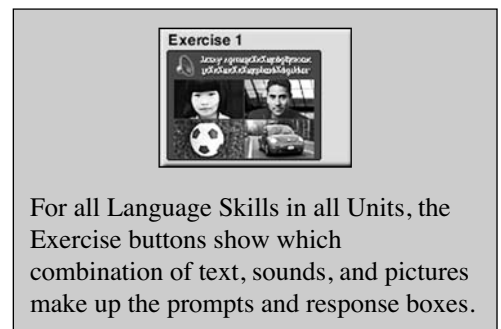 Exercise 1
For all Language Skills in all Units, the
Exercise buttons show which
combination of text, sounds, and pictures
make up the prompts and response boxes.